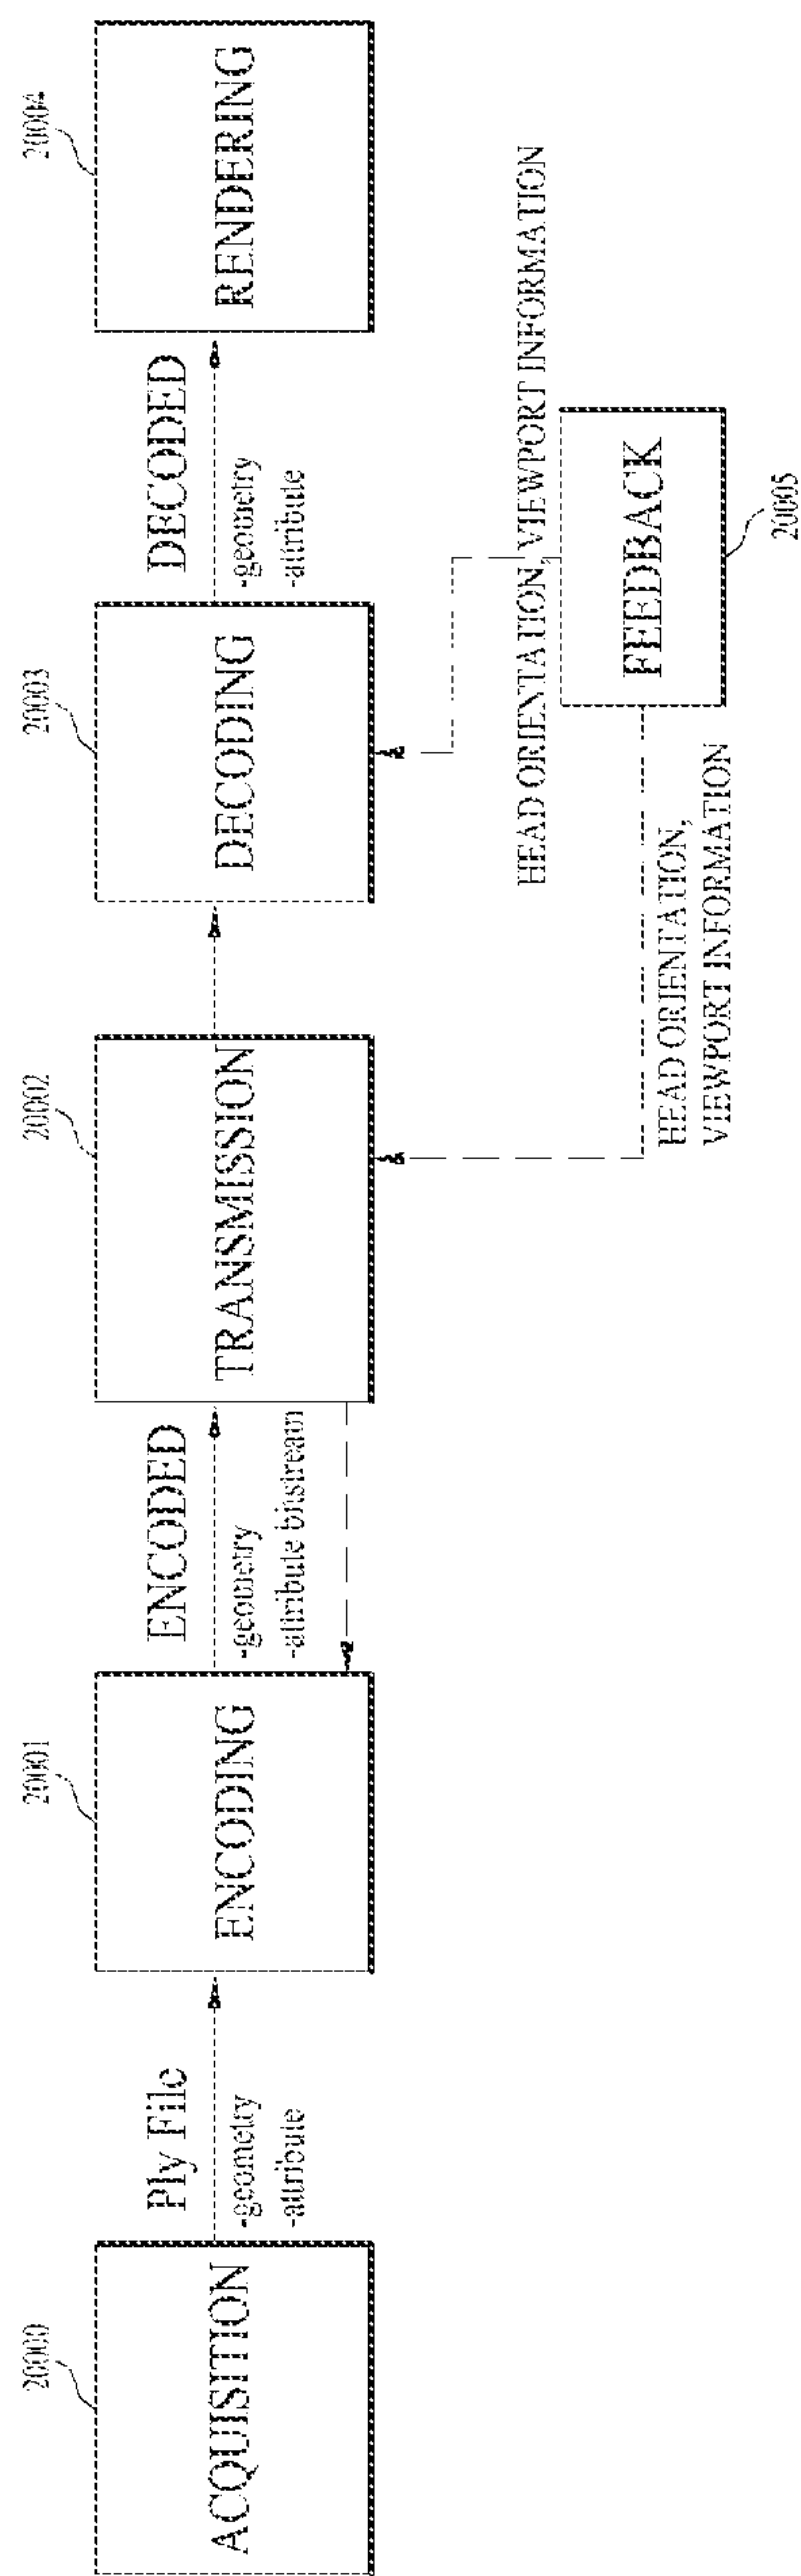 20000
ACQUISITION
Ply File
-geometry
-attribute
20001
ENCODING
ENCODED
-geometry
-attribute bitstream
20002
TRANSMISSION
20003
DECODING
DECODED
-geometry
-attribute
20004
RENDERING
HEAD ORIENTATION, VIEWPORT INFORMATION
HEAD ORIENTATION,
VIEWPORT INFORMATION
FEEDBACK
20005